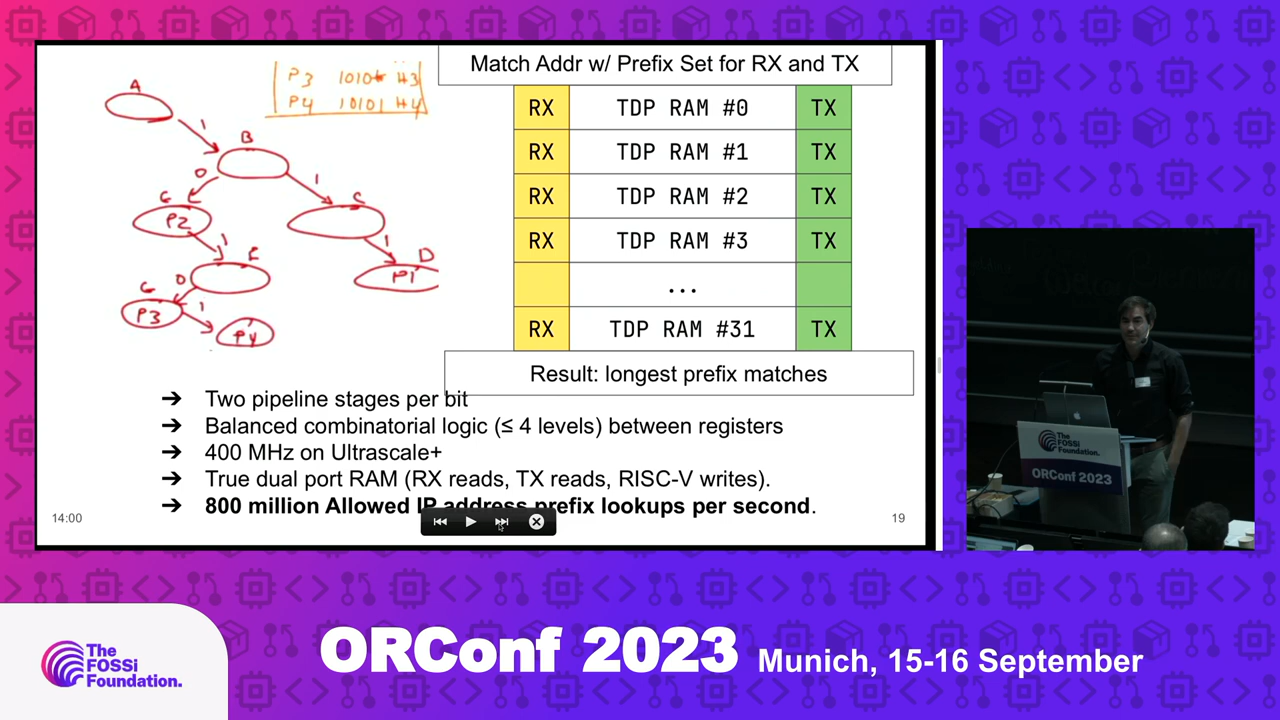 Match Addr w/ Prefix Set for RX and TX
P3 1010* H3
P4 10101 H4
A
1
B
0
1
C
P2
1
1
D
P1
E
0
P3
1
P4
RX TDP RAM #0 TX
RX TDP RAM #1 TX
RX TDP RAM #2 TX
RX TDP RAM #3 TX
...
RX TDP RAM #31 TX
Result: longest prefix matches
➔ Two pipeline stages per bit
➔ Balanced combinatorial logic (≤ 4 levels) between registers
➔ 400 MHz on Ultrascale+
➔ True dual port RAM (RX reads, TX reads, RISC-V writes).
➔ 800 million Allowed IP address prefix lookups per second.
14:00
19
The
FOSSi
Foundation.
ORConf 2023
The
FOSSi
Foundation.
ORConf 2023 Munich, 15-16 September